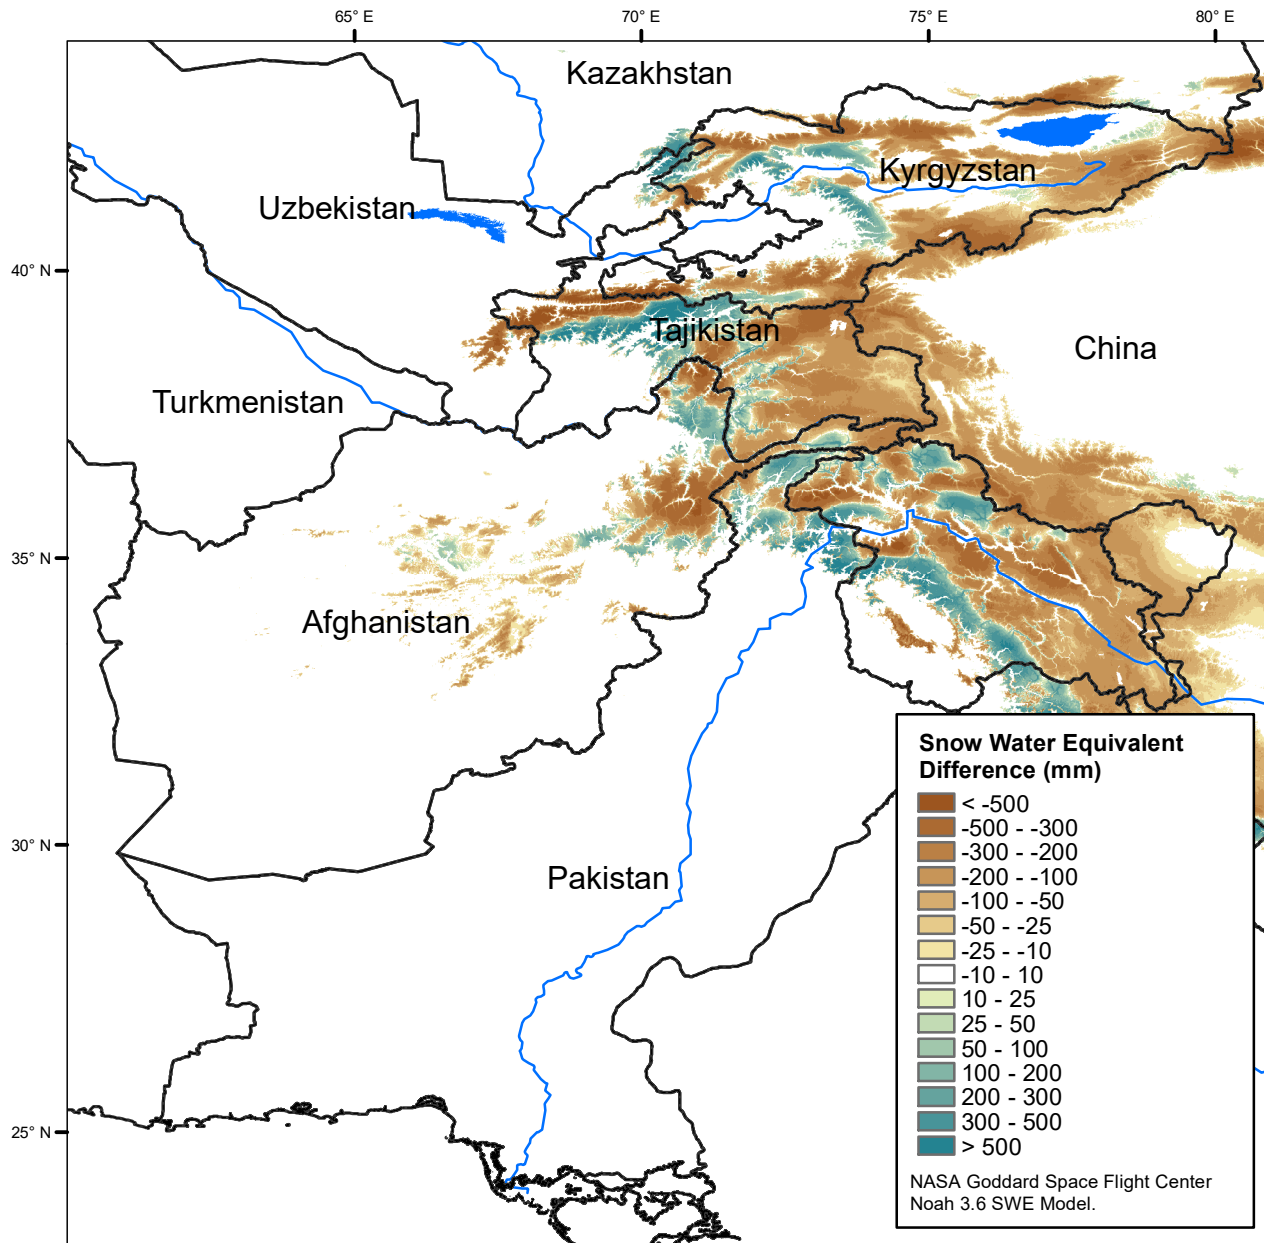 65° E
70° E
75° E
80° E
Kazakhstan
Kyrgyzstan
Uzbekistan
40° N
Tajikistan
China
Turkmenistan
35° N
Afghanistan
Snow Water Equivalent
Difference (mm)
< -500
-500 - -300
-300 - -200
-200 - -100
-100 - -50
-50 - -25
-25 - -10
-10 - 10
10 - 25
25 - 50
50 - 100
100 - 200
200 - 300
300 - 500
> 500
30° N
Pakistan
25° N
NASA Goddard Space Flight Center
Noah 3.6 SWE Model.